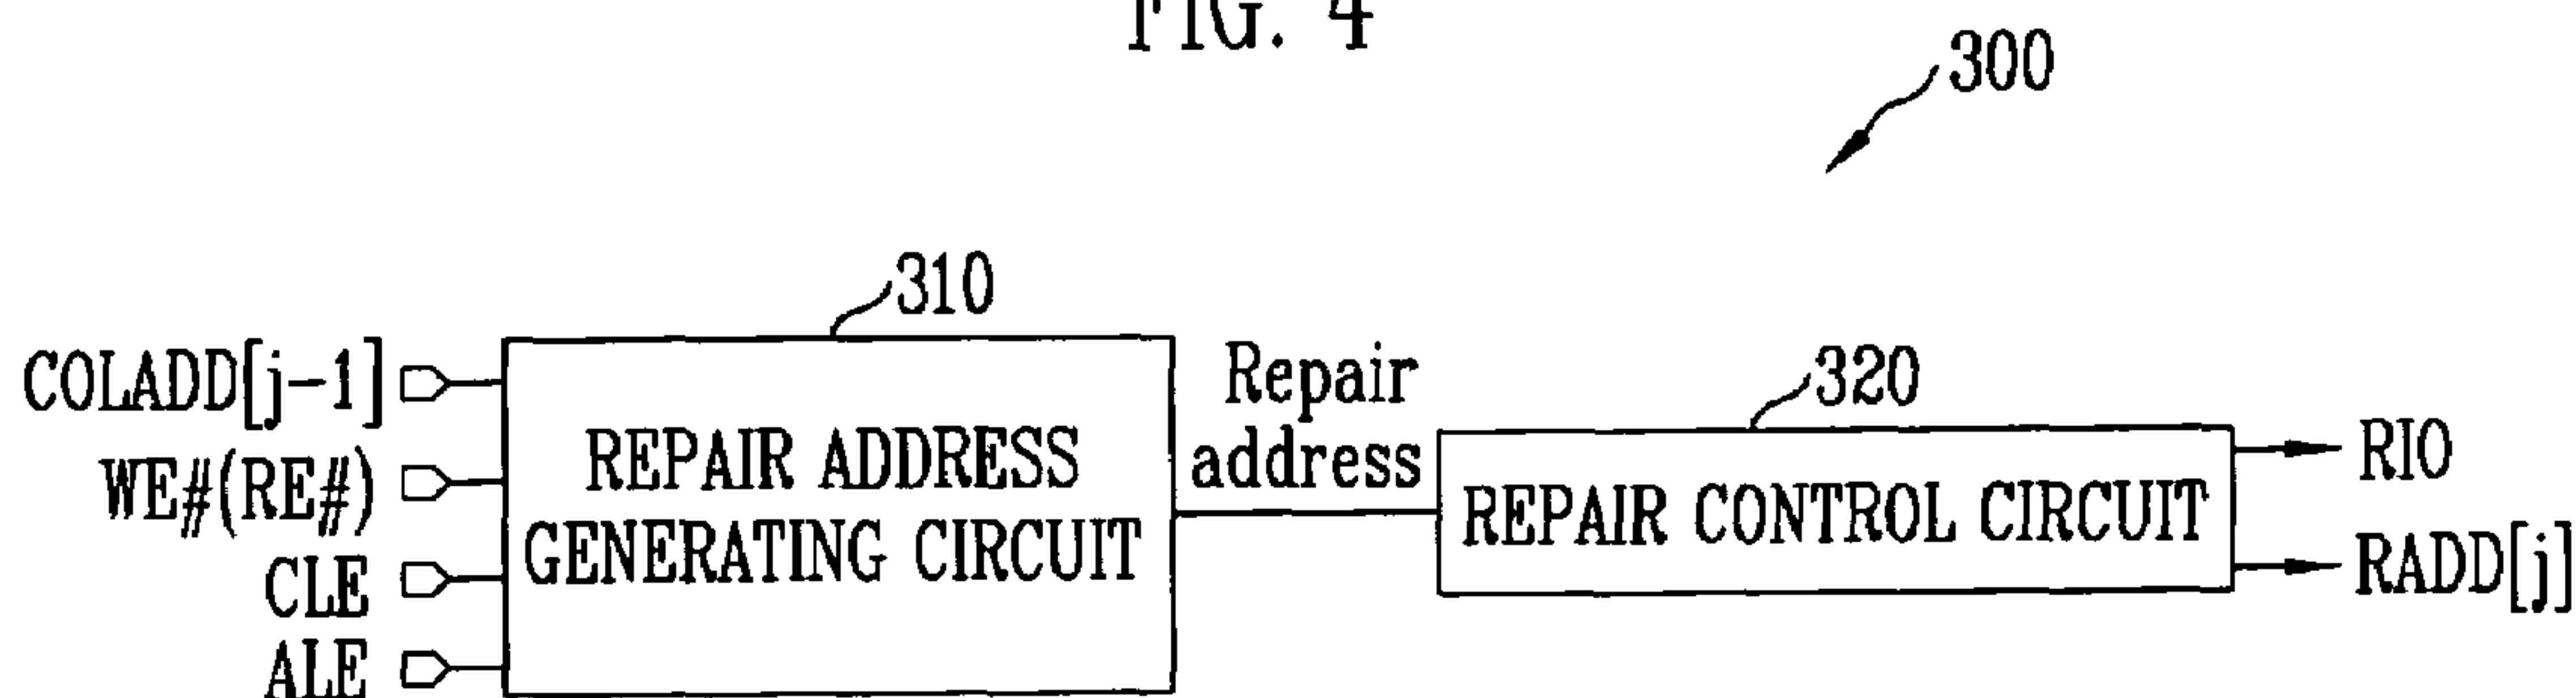 FIG. 4
300
310
COLADD[j-1]
WE#(RE#)
CLE
ALE
REPAIR ADDRESS
GENERATING CIRCUIT
Repair
address
320
REPAIR CONTROL CIRCUIT
RIO
RADD[j]